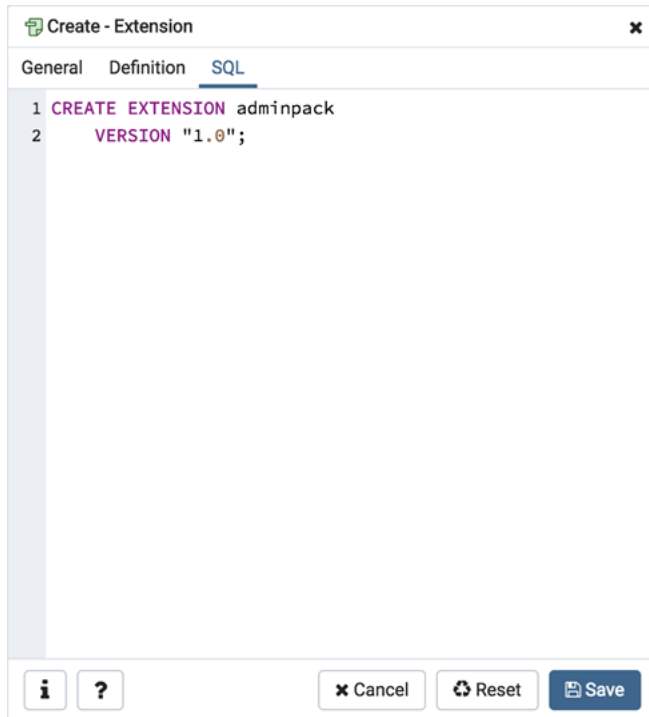 Create - Extension
General Definition SQL
1 CREATE EXTENSION adminpack
2 VERSION "1.0";
i ? Cancel Reset Save